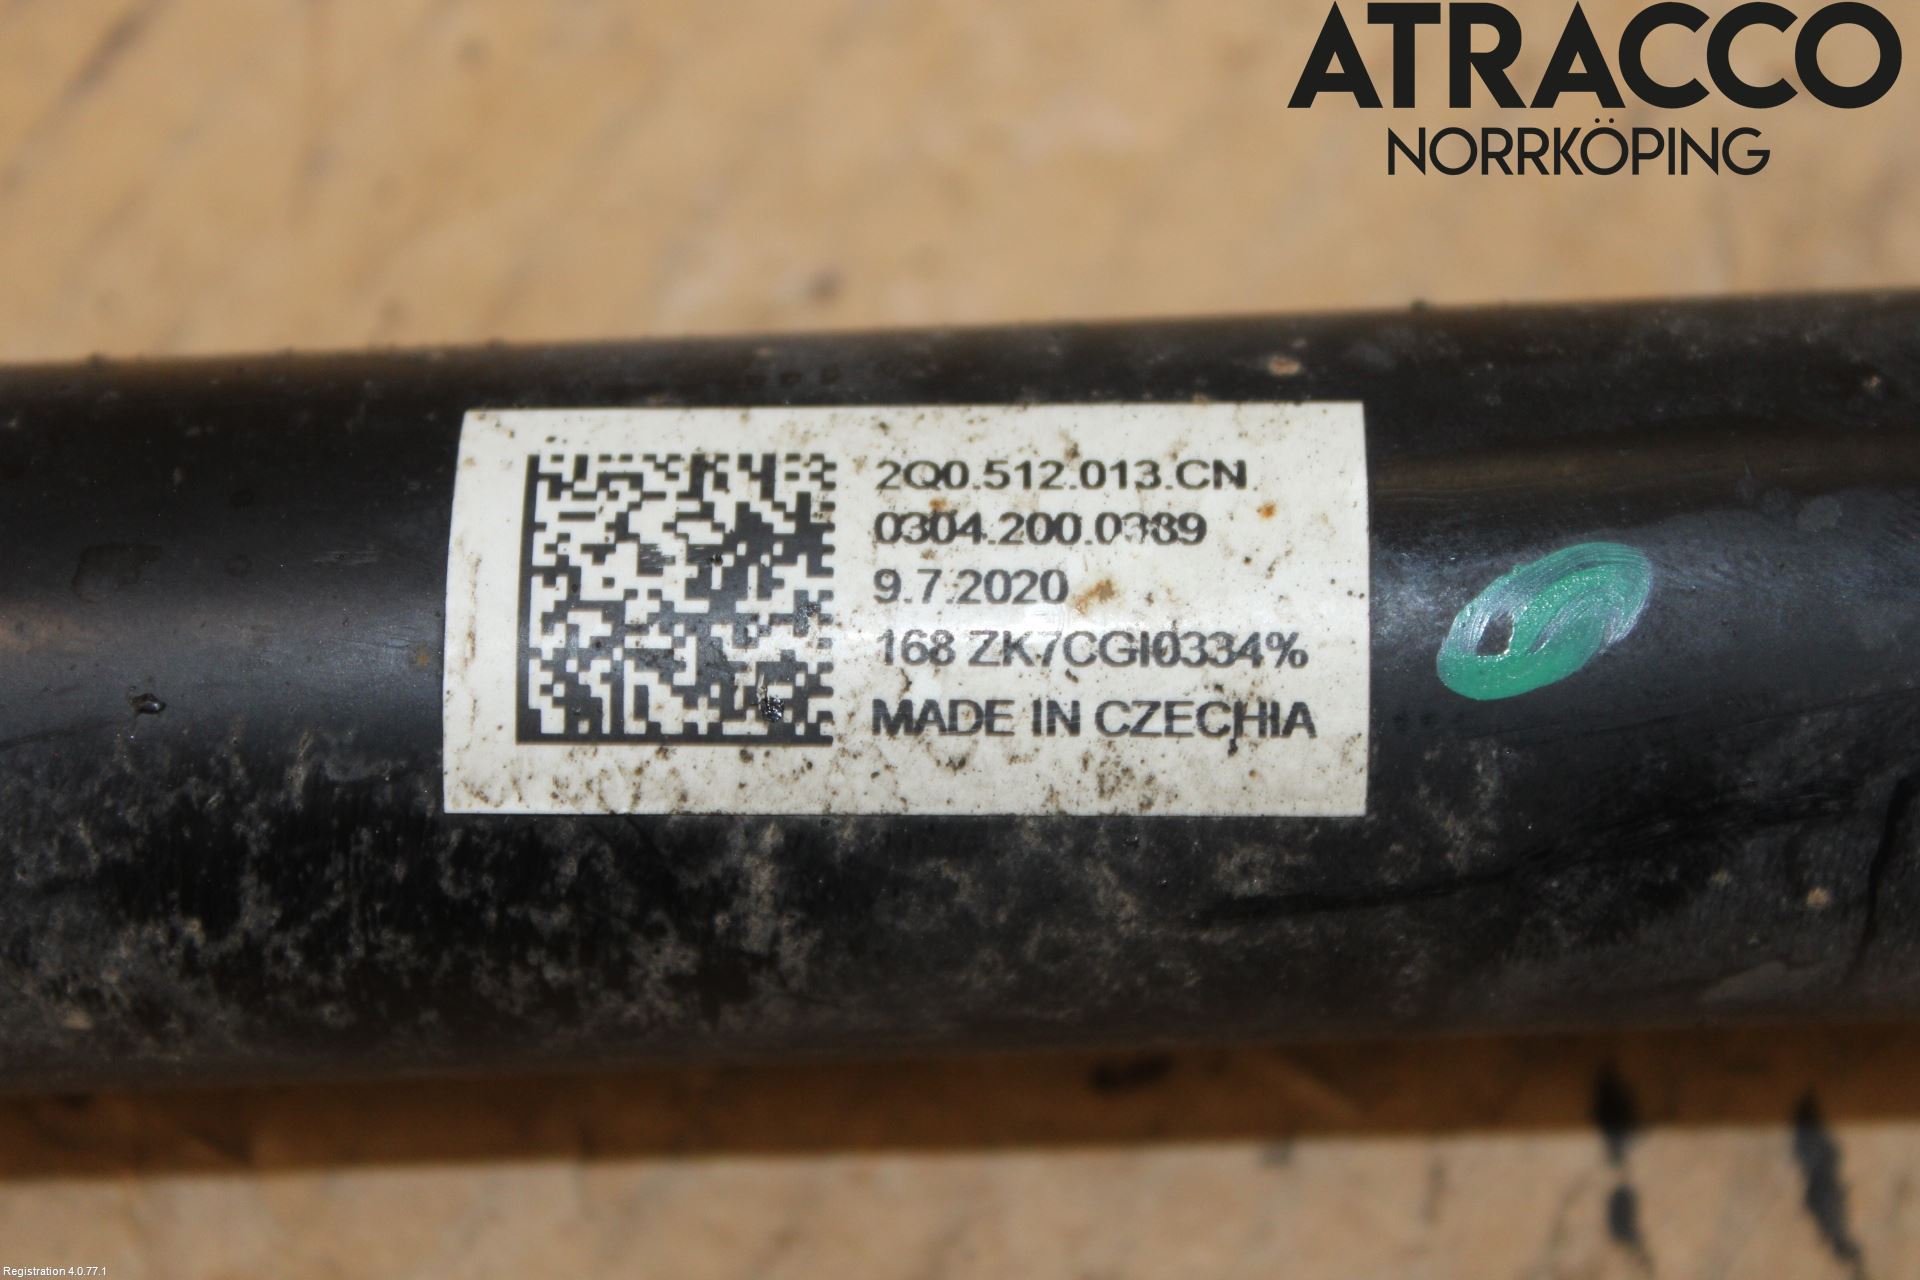 ATRACCO
NORRKÖPING
2Q0.512.013.CN
0304.200.0389
9.7.2020
168 ZK7CGI0334%
MADE IN CZECHIA
Registration 4.0.77.1